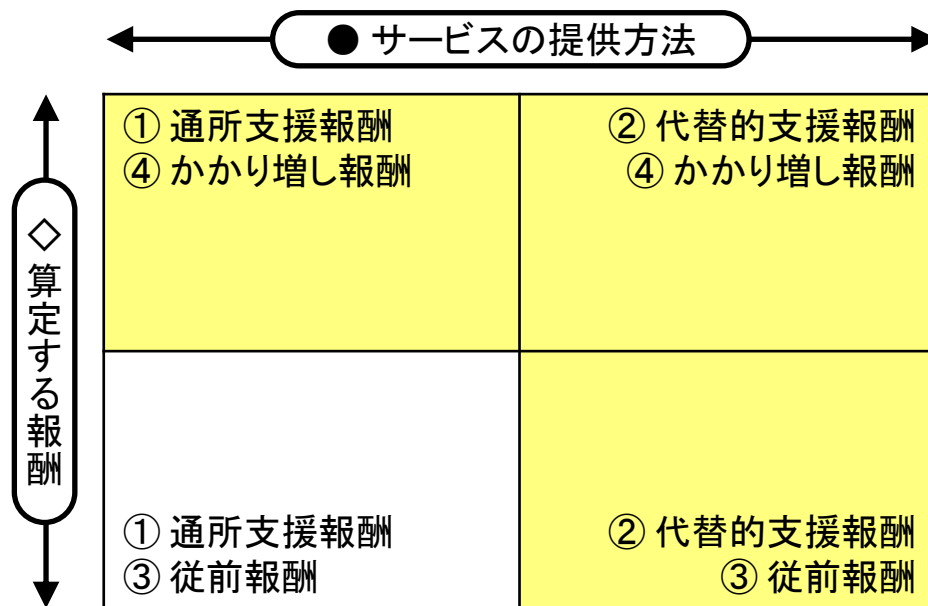 ● サービスの提供方法
◇算定する報酬
① 通所支援報酬
④ かかり増し報酬
② 代替的支援報酬
④ かかり増し報酬
① 通所支援報酬
③ 従前報酬
② 代替的支援報酬
③ 従前報酬